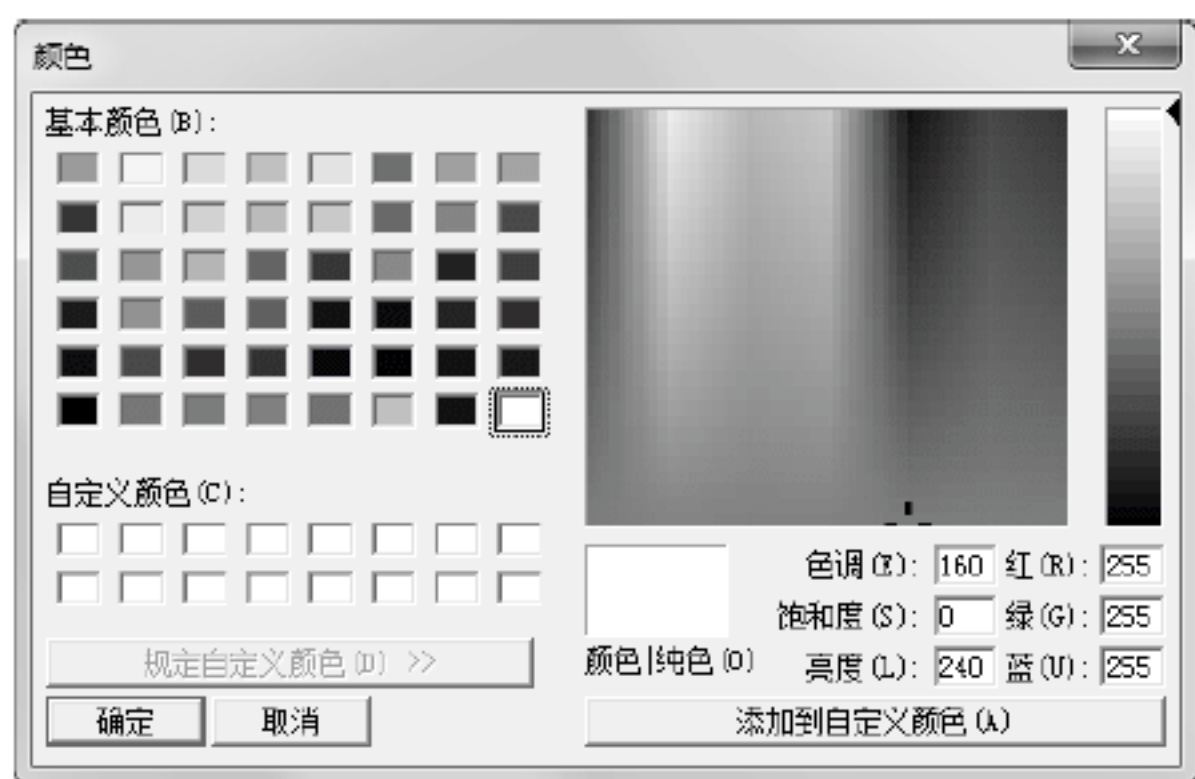 颜色
基本颜色(B):
自定义颜色(C):
规定自定义颜色(D) >>
确定 取消
色调(E): 160 红(R): 255
饱和度(S): 0 绿(G): 255
颜色|纯色(O) 亮度(L): 240 蓝(U): 255
添加到自定义颜色(A)